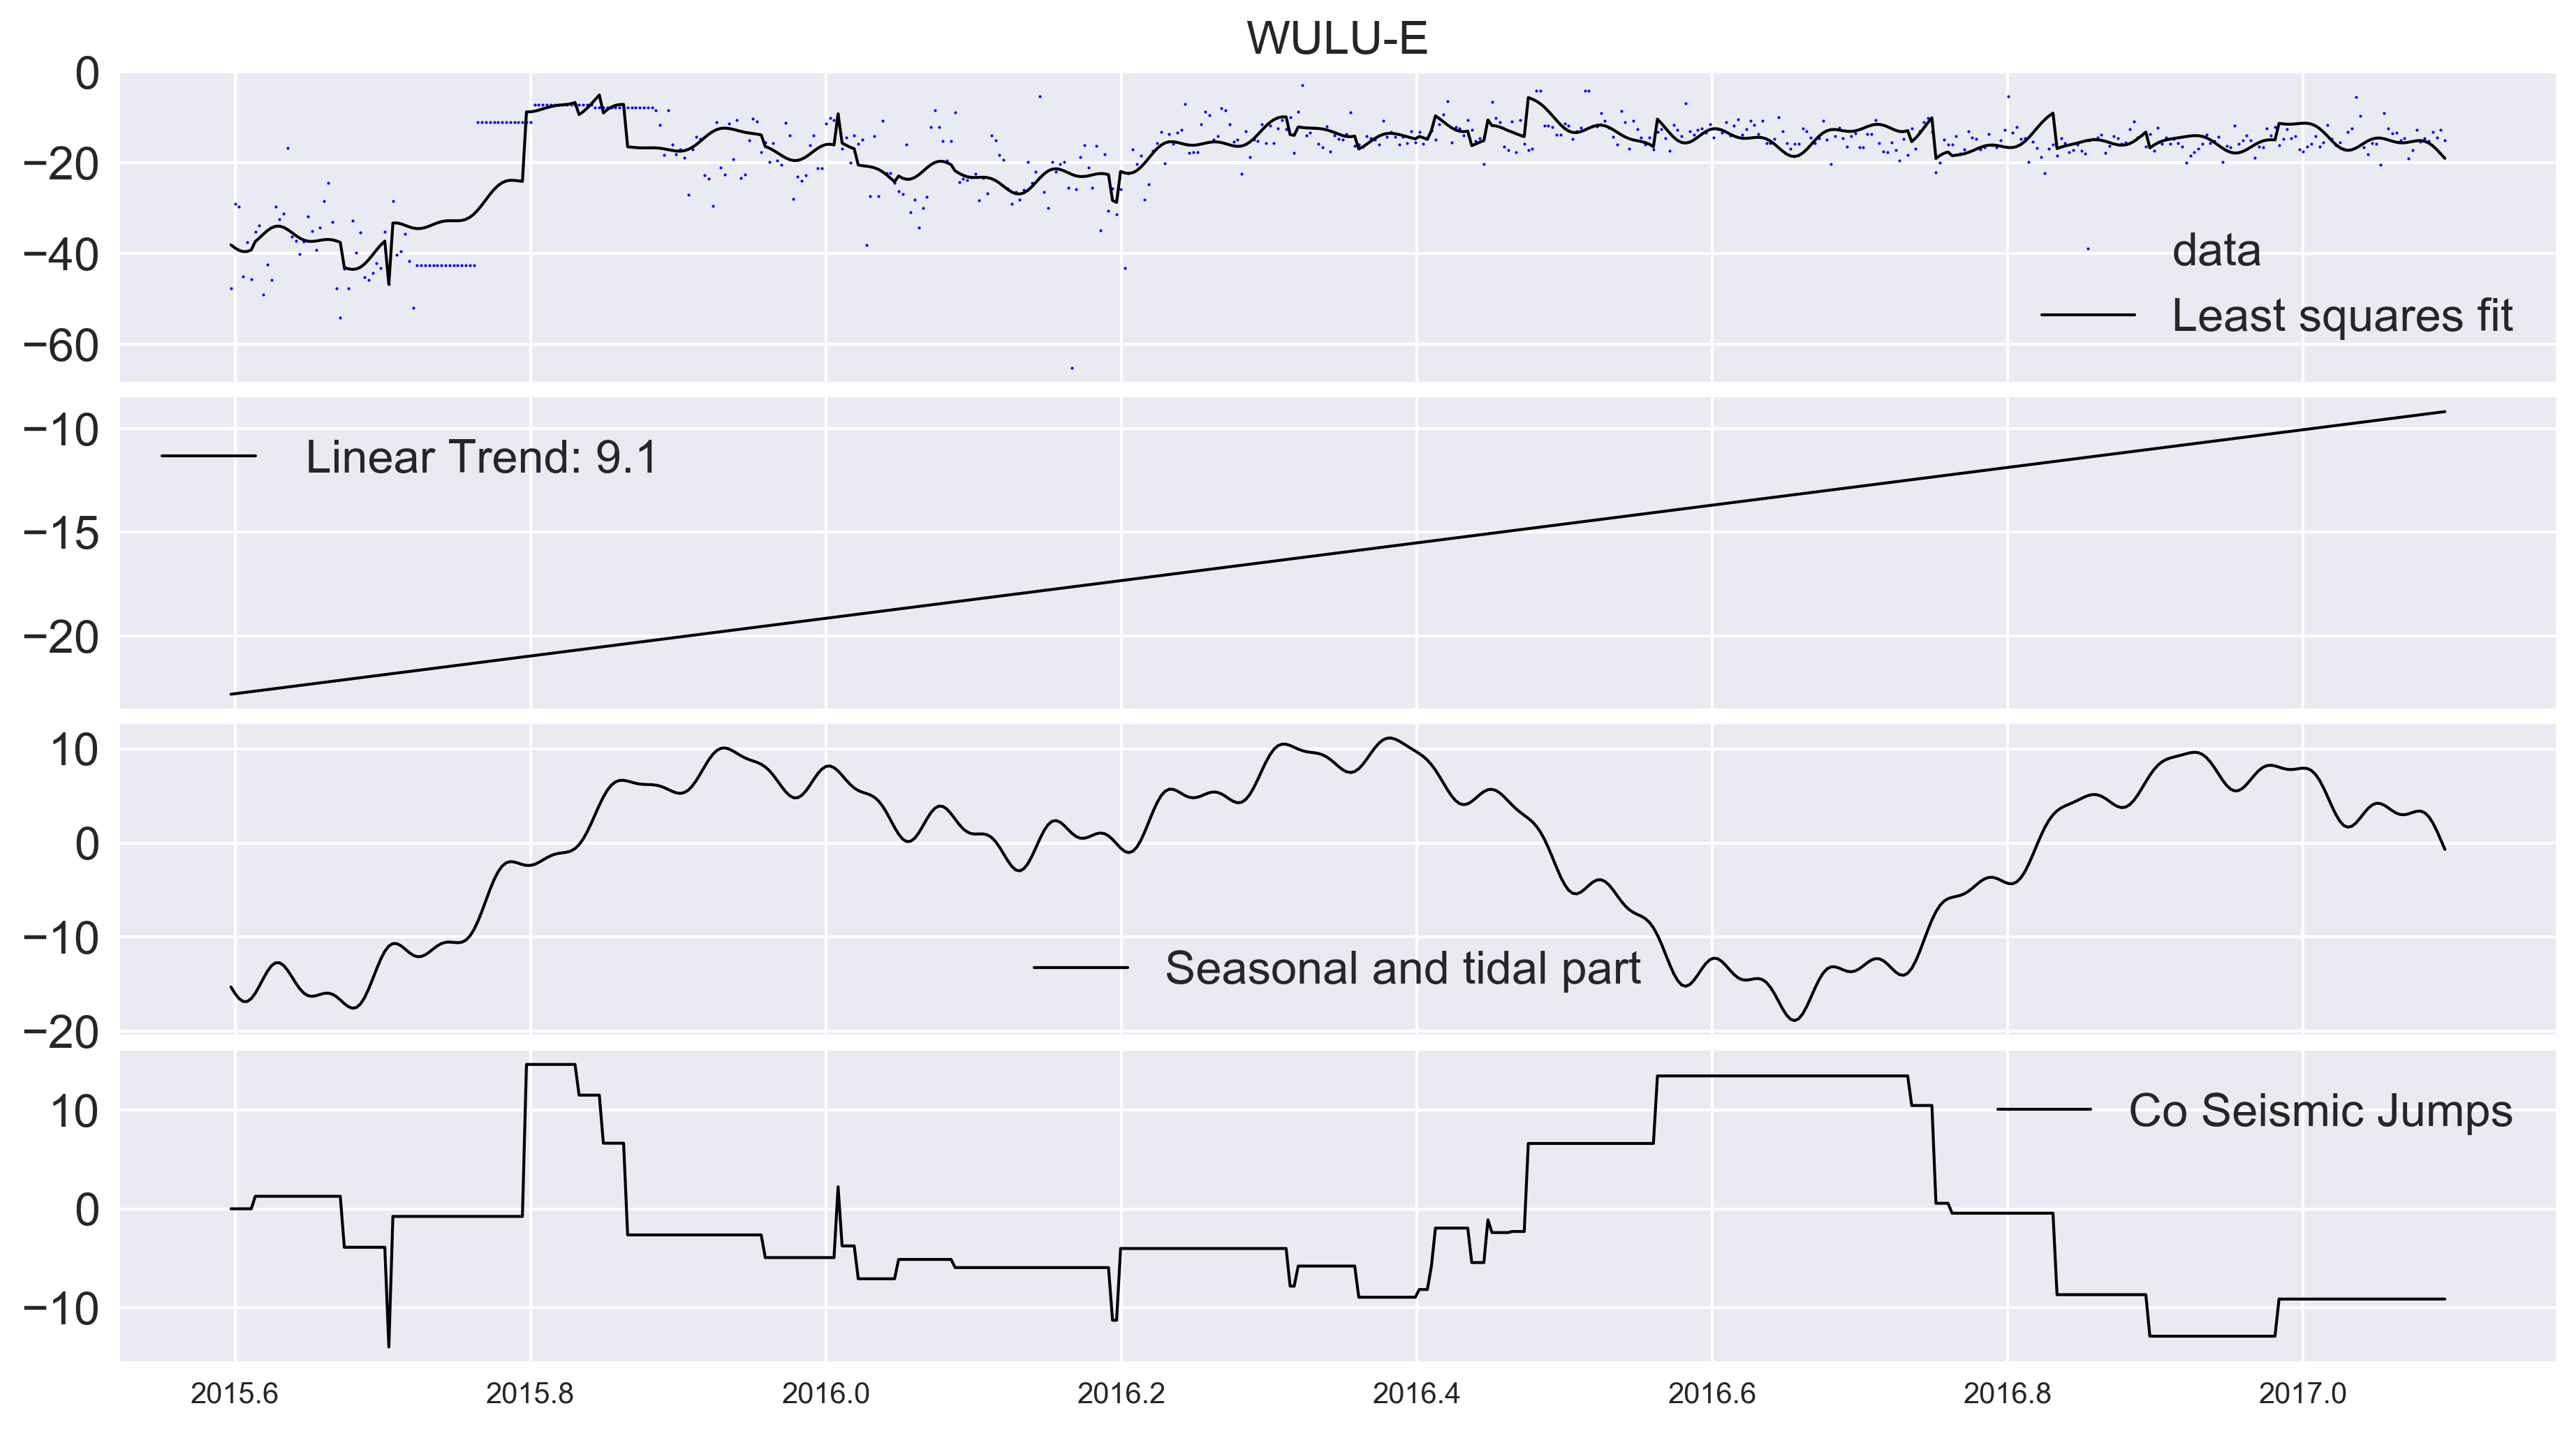 WULU-E
0
−20
−40
−60
data
Least squares fit
−10
−15
−20
Linear Trend: 9.1
10
0
−10
−20
Seasonal and tidal part
10
0
−10
Co Seismic Jumps
2015.6 2015.8 2016.0 2016.2 2016.4 2016.6 2016.8 2017.0